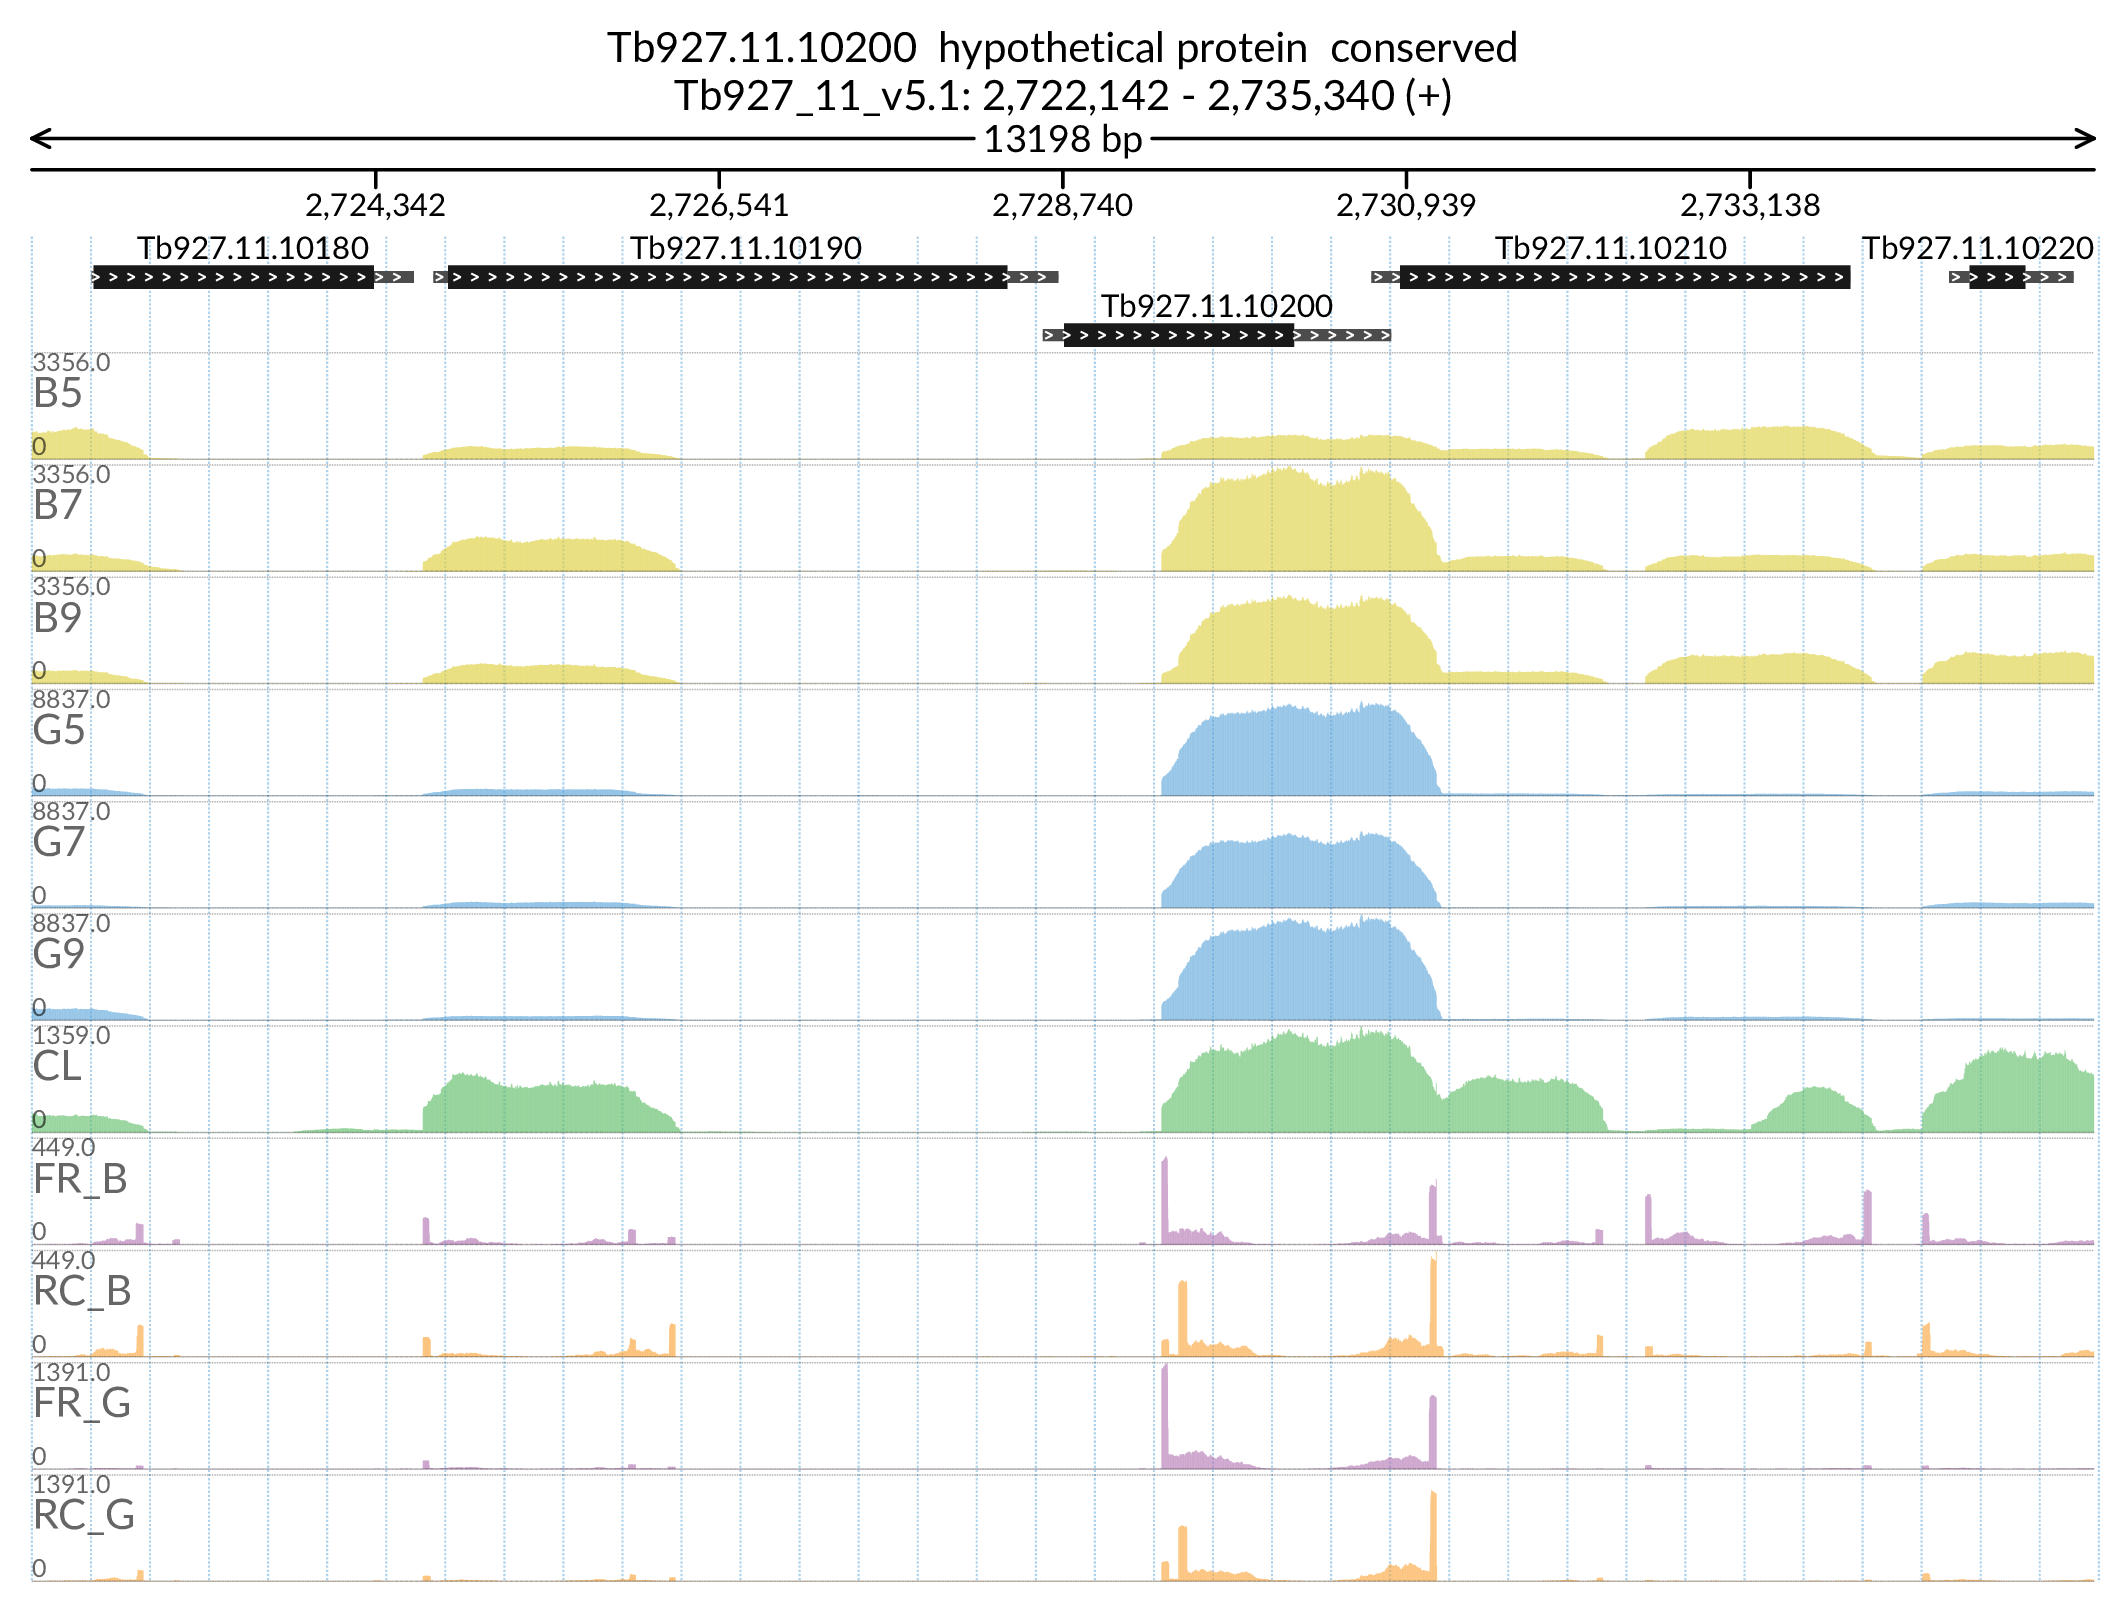 Tb927.11.10200 hypothetical protein conserved
Tb927_11_v5.1: 2,722,142 - 2,735,340 (+)
13198 bp
2,724,342 2,726,541 2,728,740 2,730,939 2,733,138
Tb927.11.10180 Tb927.11.10190 Tb927.11.10210 Tb927.11.10220
Tb927.11.10200
3356.0
B5
0
3356.0
B7
0
3356.0
B9
0
8837.0
G5
0
8837.0
G7
0
8837.0
G9
0
1359.0
CL
0
449.0
FR_B
0
449.0
RC_B
0
1391.0
FR_G
0
1391.0
RC_G
0